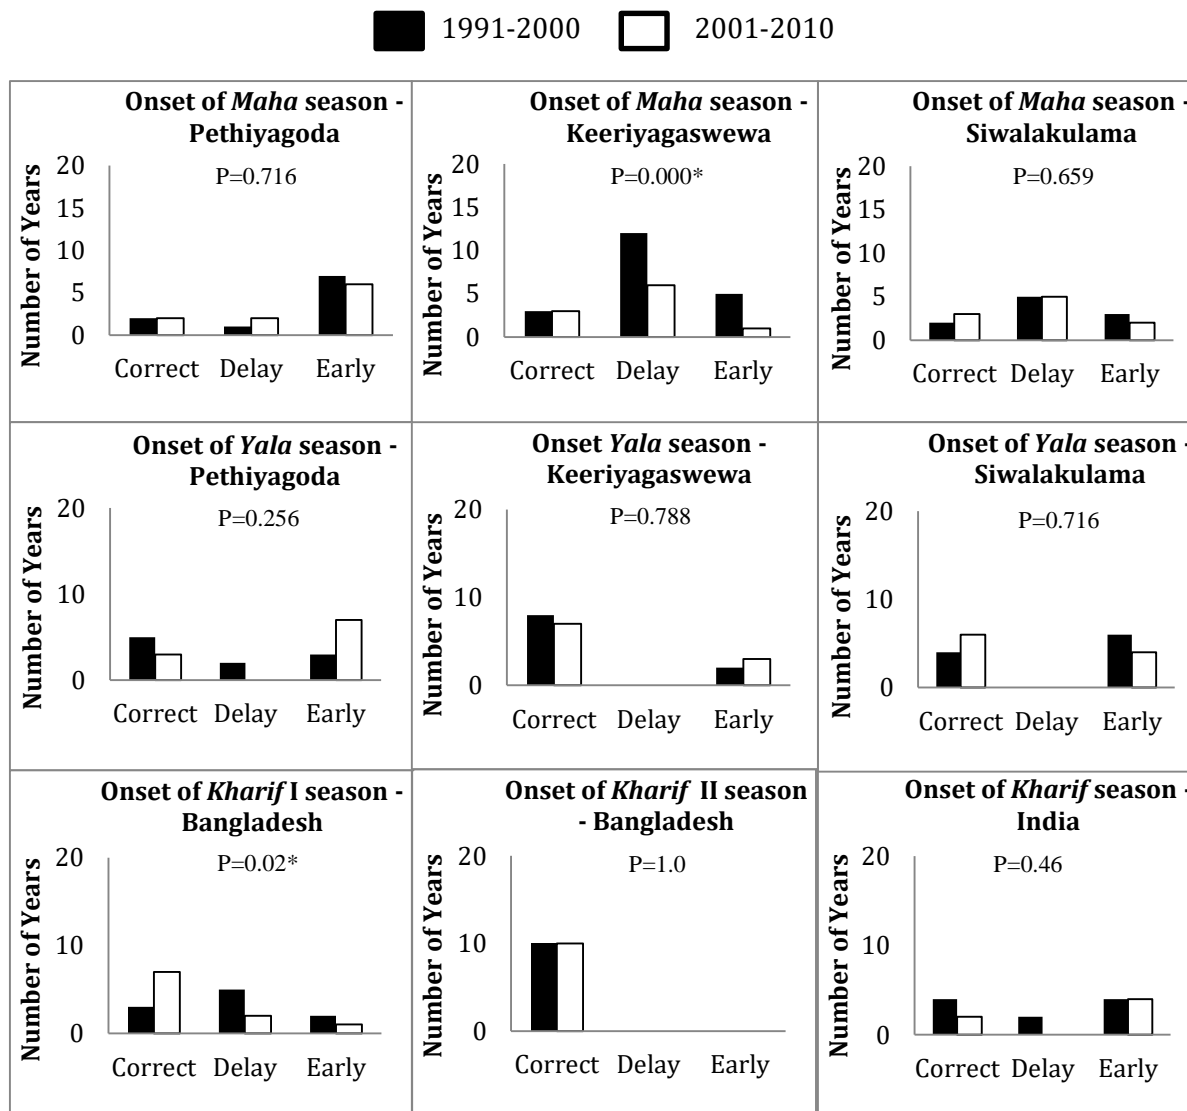 1991-2000 2001-2010
Onset of Maha season -
Pethiyagoda
P=0.716
Number of Years
20
15
10
5
0
Correct Delay Early
Onset of Maha season -
Keeriyagaswewa
P=0.000*
Number of Years
20
15
10
5
0
Correct Delay Early
Onset of Maha season -
Siwalakulama
P=0.659
Number of Years
20
15
10
5
0
Correct Delay Early
Onset of Yala season -
Pethiyagoda
P=0.256
Number of Years
20
10
0
Correct Delay Early
Onset Yala season -
Keeriyagaswewa
P=0.788
Number of Years
20
10
0
Correct Delay Early
Onset of Yala season -
Siwalakulama
P=0.716
Number of Years
20
10
0
Correct Delay Early
Onset of Kharif I season -
Bangladesh
P=0.02*
Number of Years
20
10
0
Correct Delay Early
Onset of Kharif II season
- Bangladesh
P=1.0
Number of Years
20
10
0
Correct Delay Early
Onset of Kharif season -
India
P=0.46
Number of Years
20
10
0
Correct Delay Early